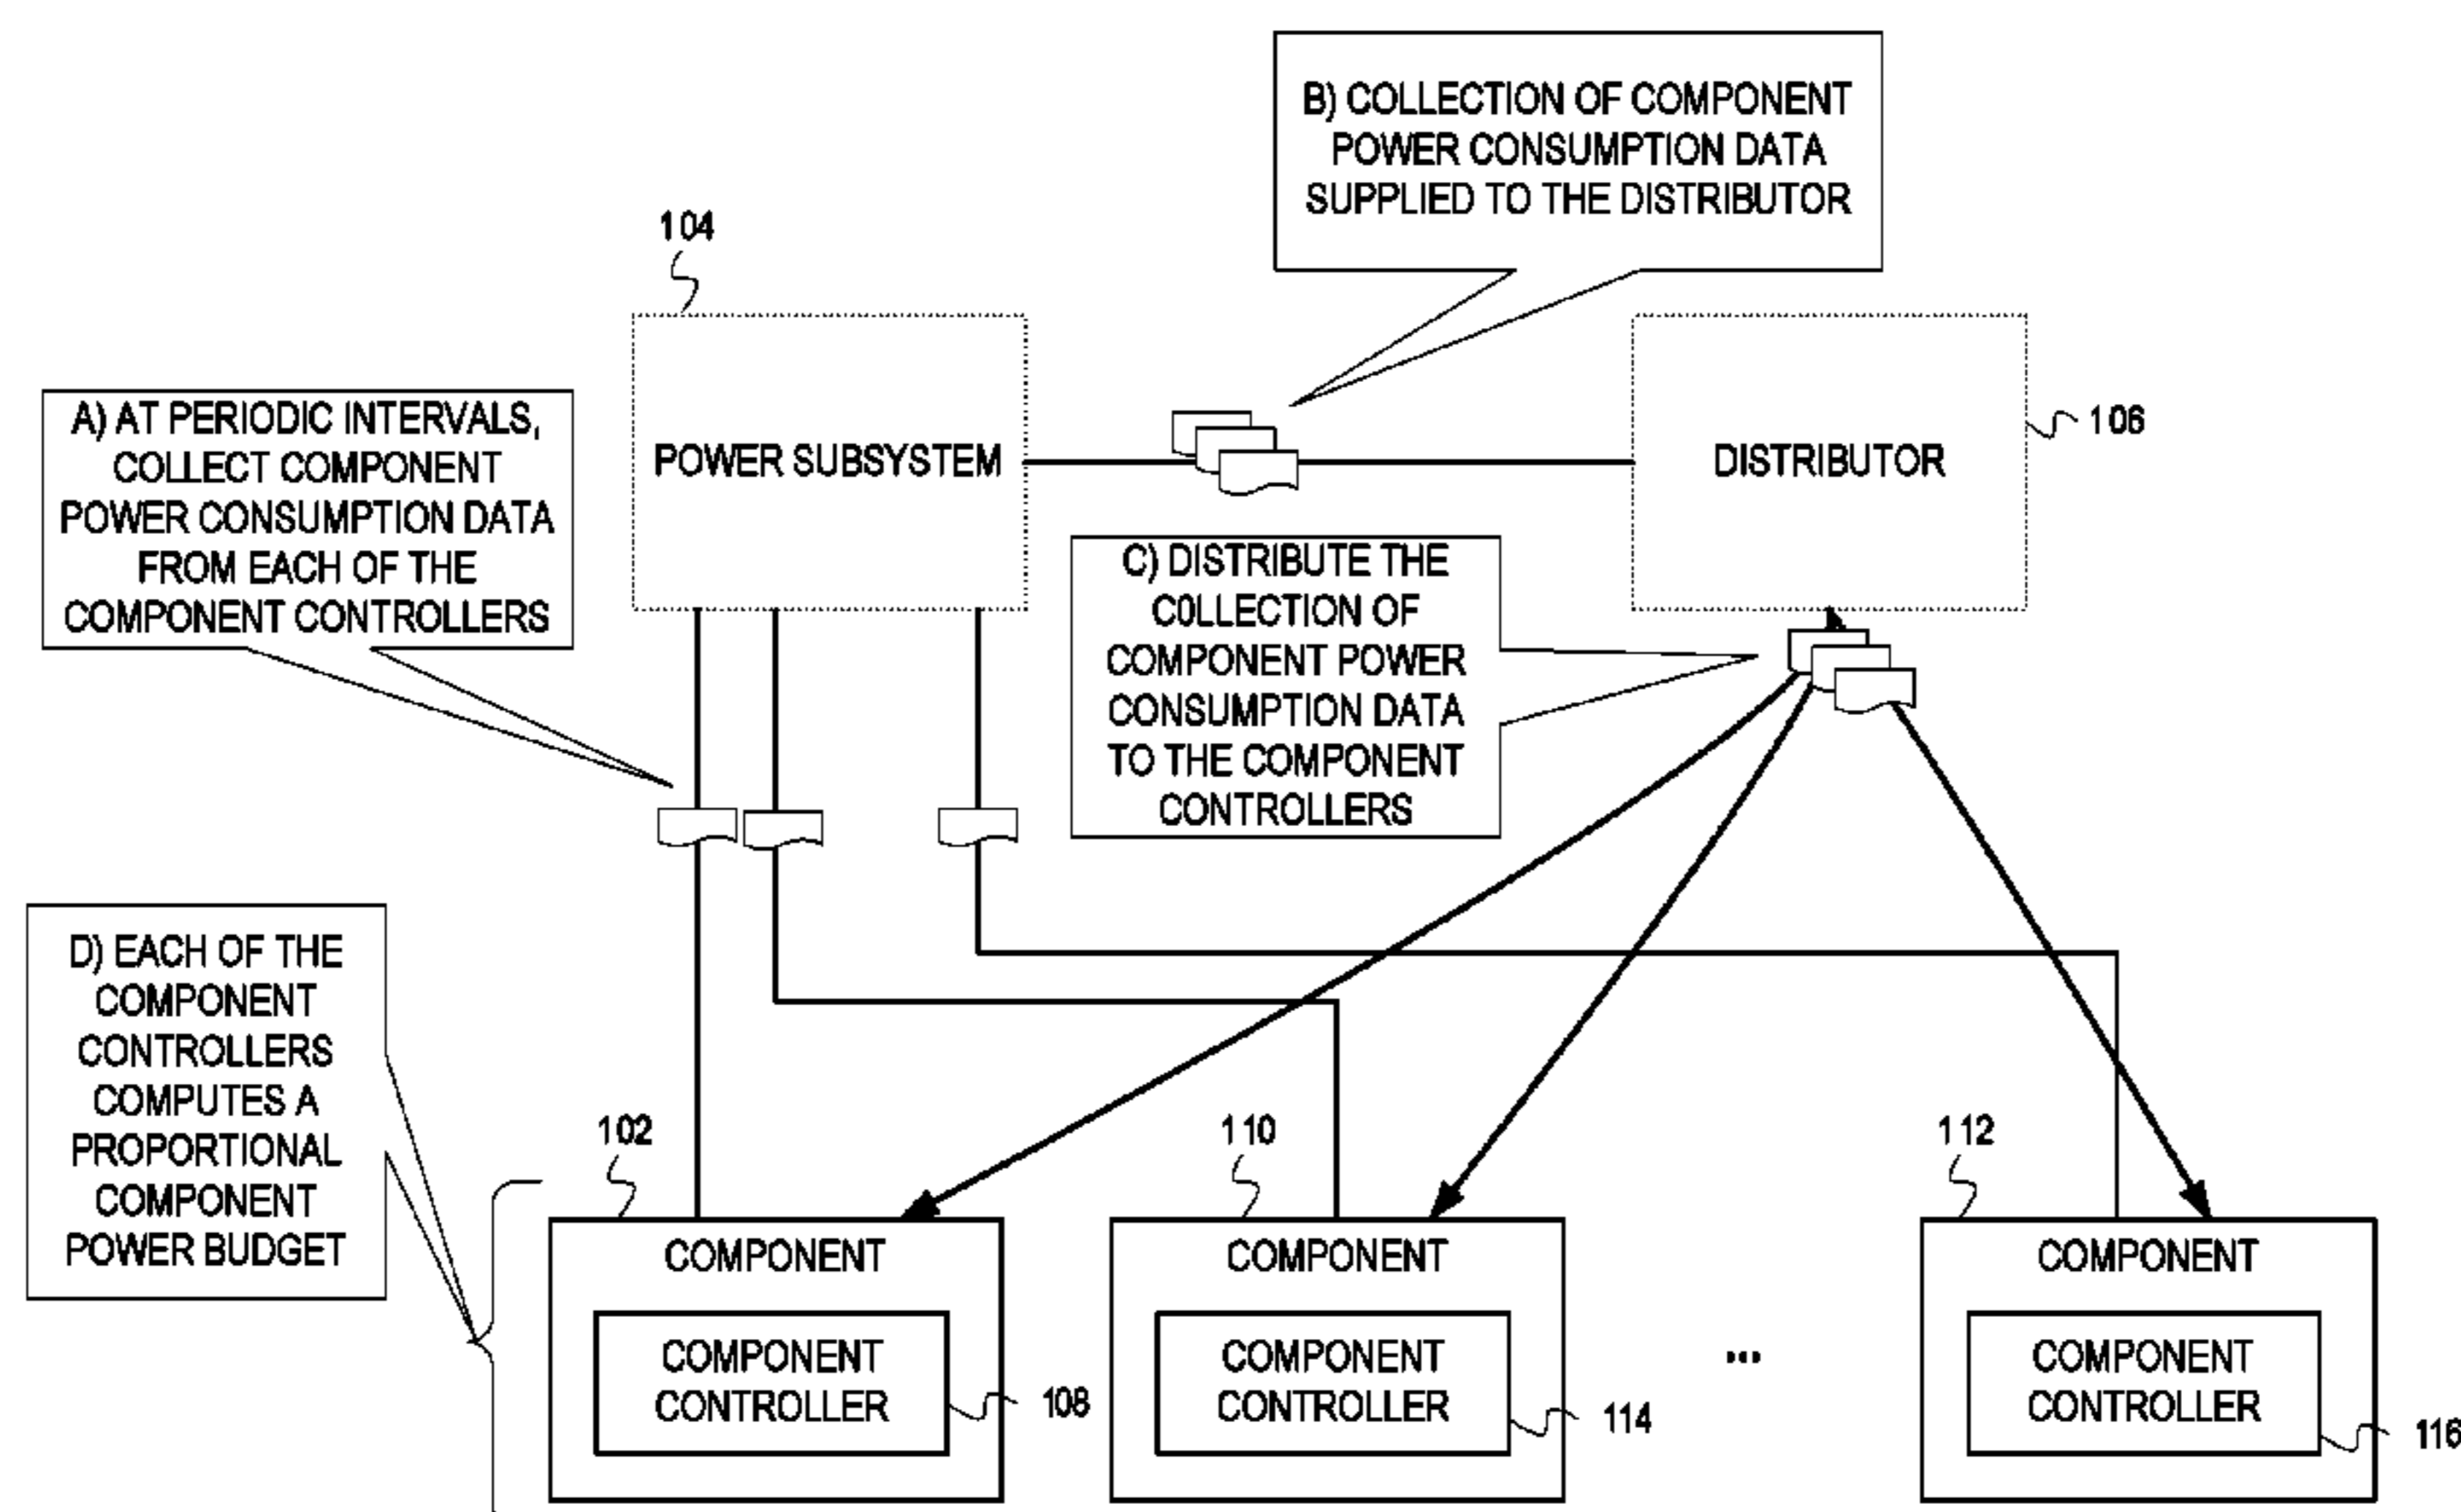 B) COLLECTION OF COMPONENT
POWER CONSUMPTION DATA
SUPPLIED TO THE DISTRIBUTOR
104
A) AT PERIODIC INTERVALS,
COLLECT COMPONENT
POWER CONSUMPTION DATA
FROM EACH OF THE
COMPONENT CONTROLLERS
POWER SUBSYSTEM
DISTRIBUTOR
106
C) DISTRIBUTE THE
COLLECTION OF
COMPONENT POWER
CONSUMPTION DATA
TO THE COMPONENT
CONTROLLERS
D) EACH OF THE
COMPONENT
CONTROLLERS
COMPUTES A
PROPORTIONAL
COMPONENT
POWER BUDGET
102
COMPONENT
COMPONENT
CONTROLLER
108
110
COMPONENT
COMPONENT
CONTROLLER
114
...
112
COMPONENT
COMPONENT
CONTROLLER
116